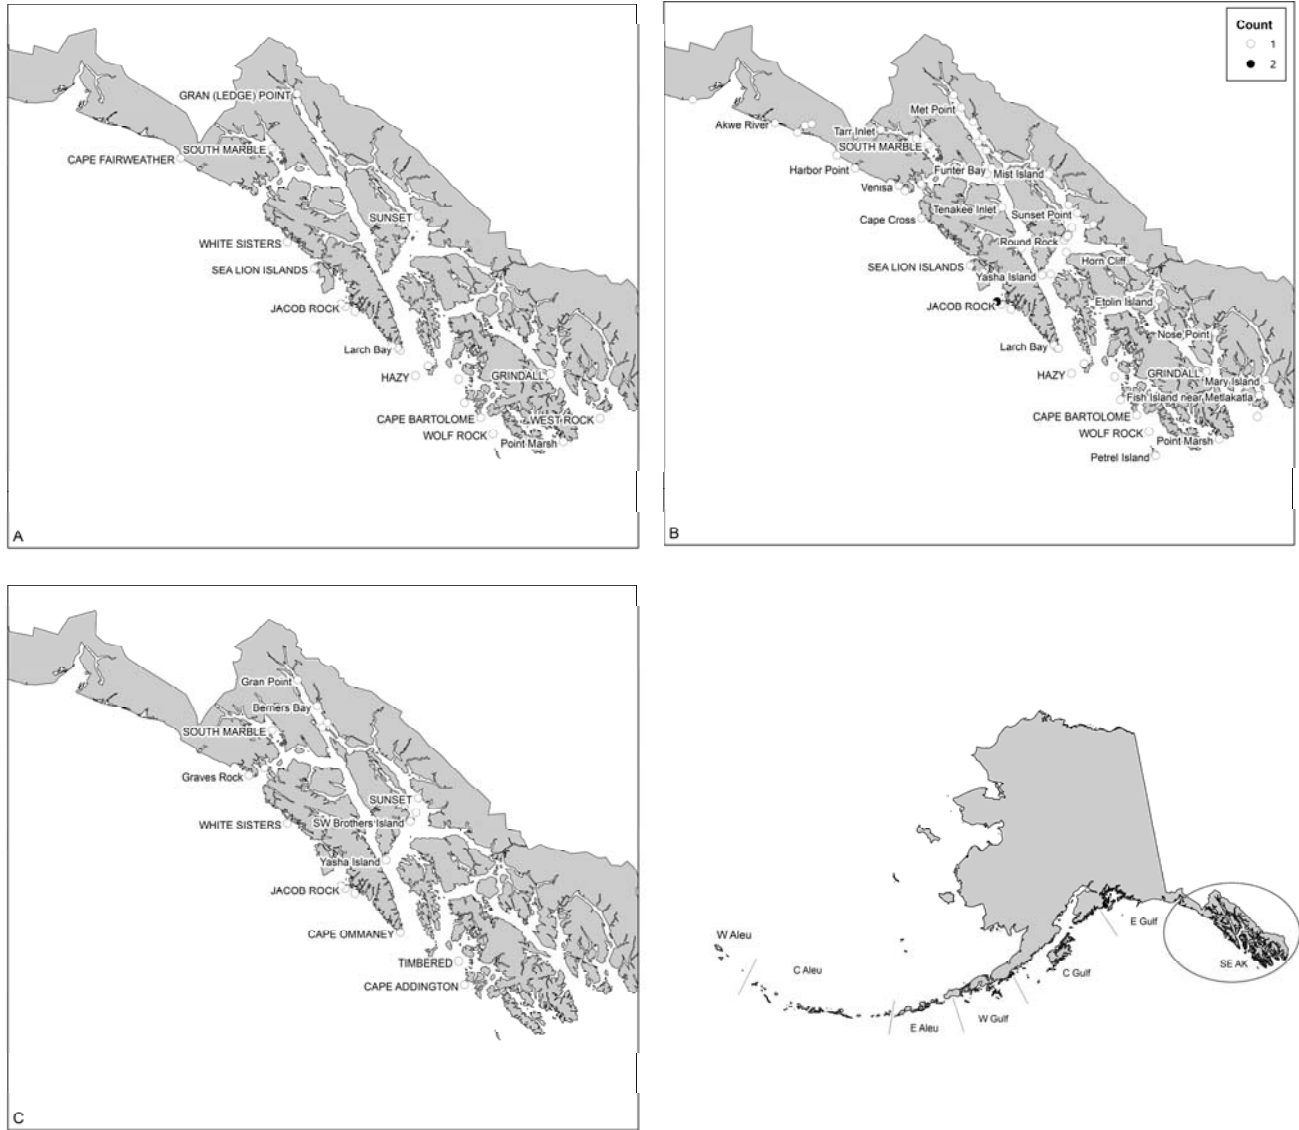 GRAN (LEDGE) POINT
SOUTH MARBLE
CAPE FAIRWEATHER
SUNSET
WHITE SISTERS
SEA LION ISLANDS
JACOB ROCK
Larch Bay
HAZY
GRINDALL
CAPE BARTOLOME
WEST ROCK
WOLF ROCK
Point Marsh
A
Count
1
2
Met Point
Akwe River
Tarr Inlet
SOUTH MARBLE
Harbor Point
Funter Bay
Mist Island
Venisa
Tenakee Inlet
Sunset Point
Cape Cross
Round Rock
Horn Cliff
SEA LION ISLANDS
Yasha Island
JACOB ROCK
Etolin Island
Nose Point
Larch Bay
HAZY
GRINDALL
Mary Island
Fish Island near Metlakatla
CAPE BARTOLOME
WOLF ROCK
Point Marsh
Petrel Island
B
Gran Point
Berners Bay
SOUTH MARBLE
Graves Rock
SUNSET
WHITE SISTERS
SW Brothers Island
Yasha Island
JACOB ROCK
CAPE OMMANEY
TIMBERED
CAPE ADDINGTON
C
W Aleu
C Aleu
E Aleu
W Gulf
C Gulf
E Gulf
SE AK